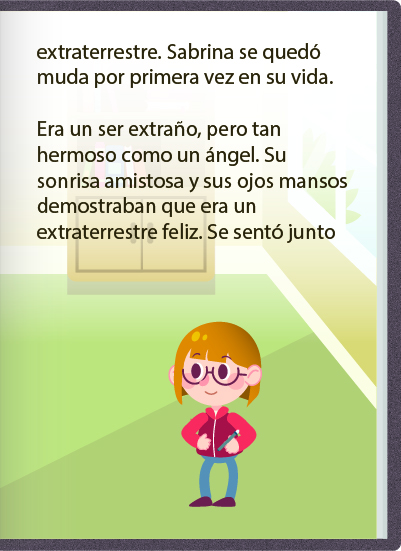 extraterrestre. Sabrina se quedó
muda por primera vez en su vida.
Era un ser extraño, pero tan
hermoso como un ángel. Su
sonrisa amistosa y sus ojos mansos
demostraban que era un
extraterrestre feliz. Se sentó junto